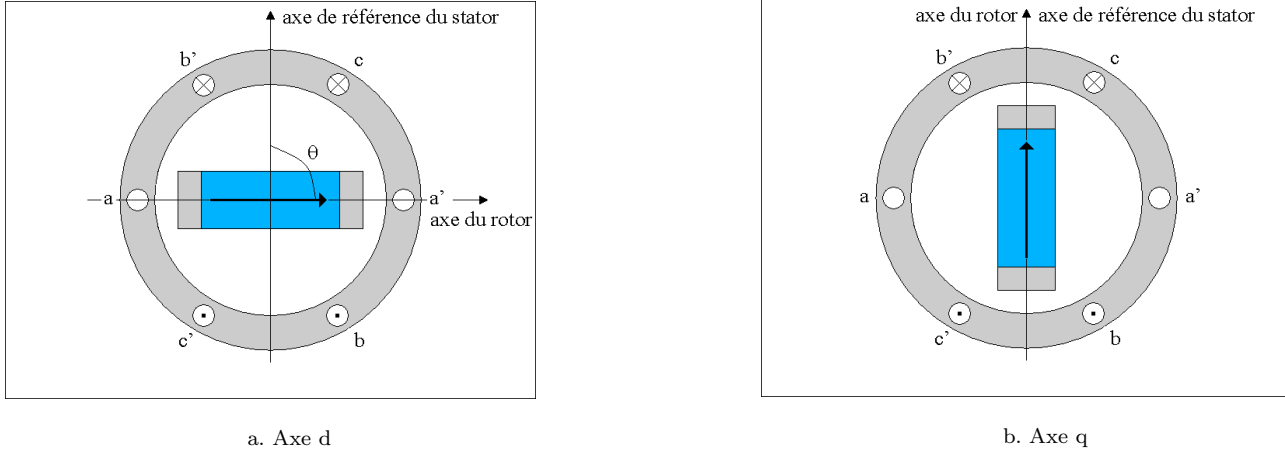 axe de référence du stator
b'
c
θ
a
a'
axe du rotor
c'
b
a. Axe d
axe du rotor
axe de référence du stator
b'
c
a
a'
c'
b
b. Axe q